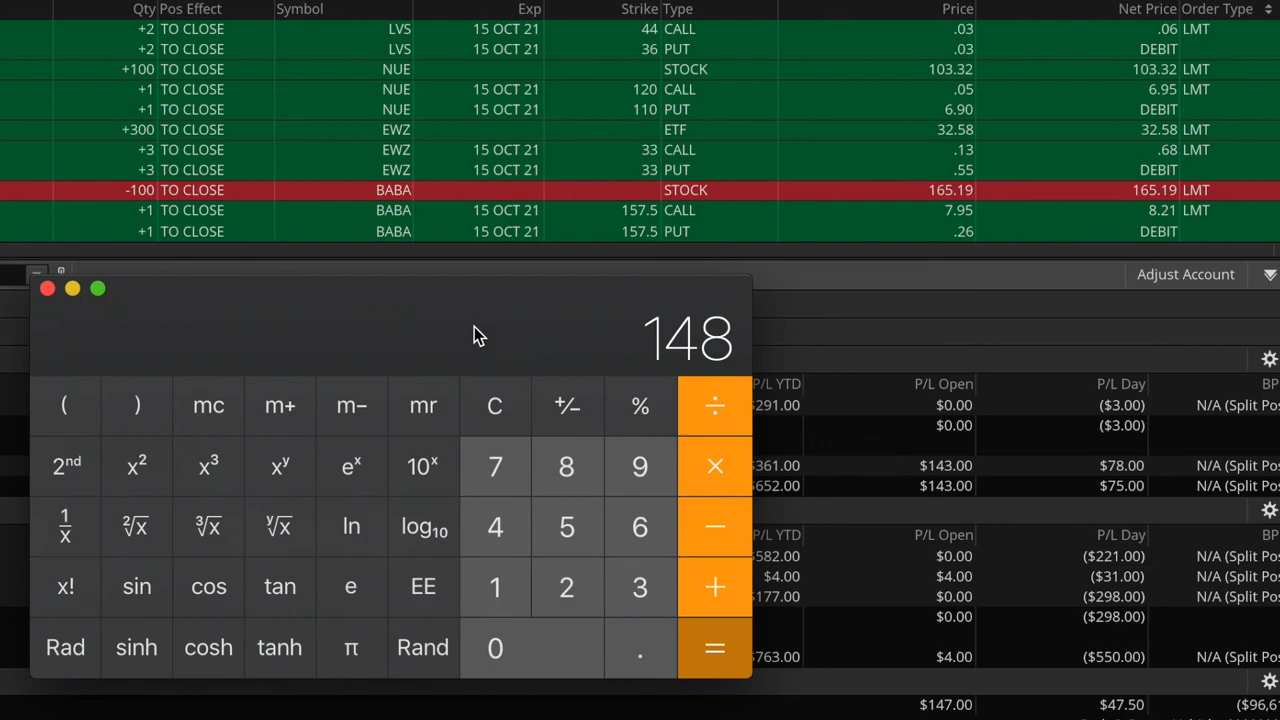 Qty Pos Effect Symbol Exp Strike Type Price Net Price Order Type
+2 TO CLOSE LVS 15 OCT 21 44 CALL .03 .06 LMT
+2 TO CLOSE LVS 15 OCT 21 36 PUT .03 DEBIT
+100 TO CLOSE NUE STOCK 103.32 103.32 LMT
+1 TO CLOSE NUE 15 OCT 21 120 CALL .05 6.95 LMT
+1 TO CLOSE NUE 15 OCT 21 110 PUT 6.90 DEBIT
+300 TO CLOSE EWZ ETF 32.58 32.58 LMT
+3 TO CLOSE EWZ 15 OCT 21 33 CALL .13 .68 LMT
+3 TO CLOSE EWZ 15 OCT 21 33 PUT .55 DEBIT
-100 TO CLOSE BABA STOCK 165.19 165.19 LMT
+1 TO CLOSE BABA 15 OCT 21 157.5 CALL 7.95 8.21 LMT
+1 TO CLOSE BABA 15 OCT 21 157.5 PUT .26 DEBIT
Adjust Account
148
( ) mc m+ m− mr C +/− % ÷
2nd x² x³ xʸ eˣ 10ˣ 7 8 9 ×
1/x ²√x ³√x ʸ√x ln log₁₀ 4 5 6 −
x! sin cos tan e EE 1 2 3 +
Rad sinh cosh tanh π Rand 0 . =
P/L YTD P/L Open P/L Day BP
291.00 $0.00 ($3.00) N/A (Split Pos
$0.00 ($3.00)
361.00 $143.00 $78.00 N/A (Split Pos
652.00 $143.00 $75.00 N/A (Split Pos
P/L YTD P/L Open P/L Day BP
582.00 $0.00 ($221.00) N/A (Split Pos
$4.00 $4.00 ($31.00) N/A (Split Pos
177.00 $0.00 ($298.00) N/A (Split Pos
$0.00 ($298.00)
763.00 $4.00 ($550.00) N/A (Split Pos
$147.00 $47.50 ($96,6